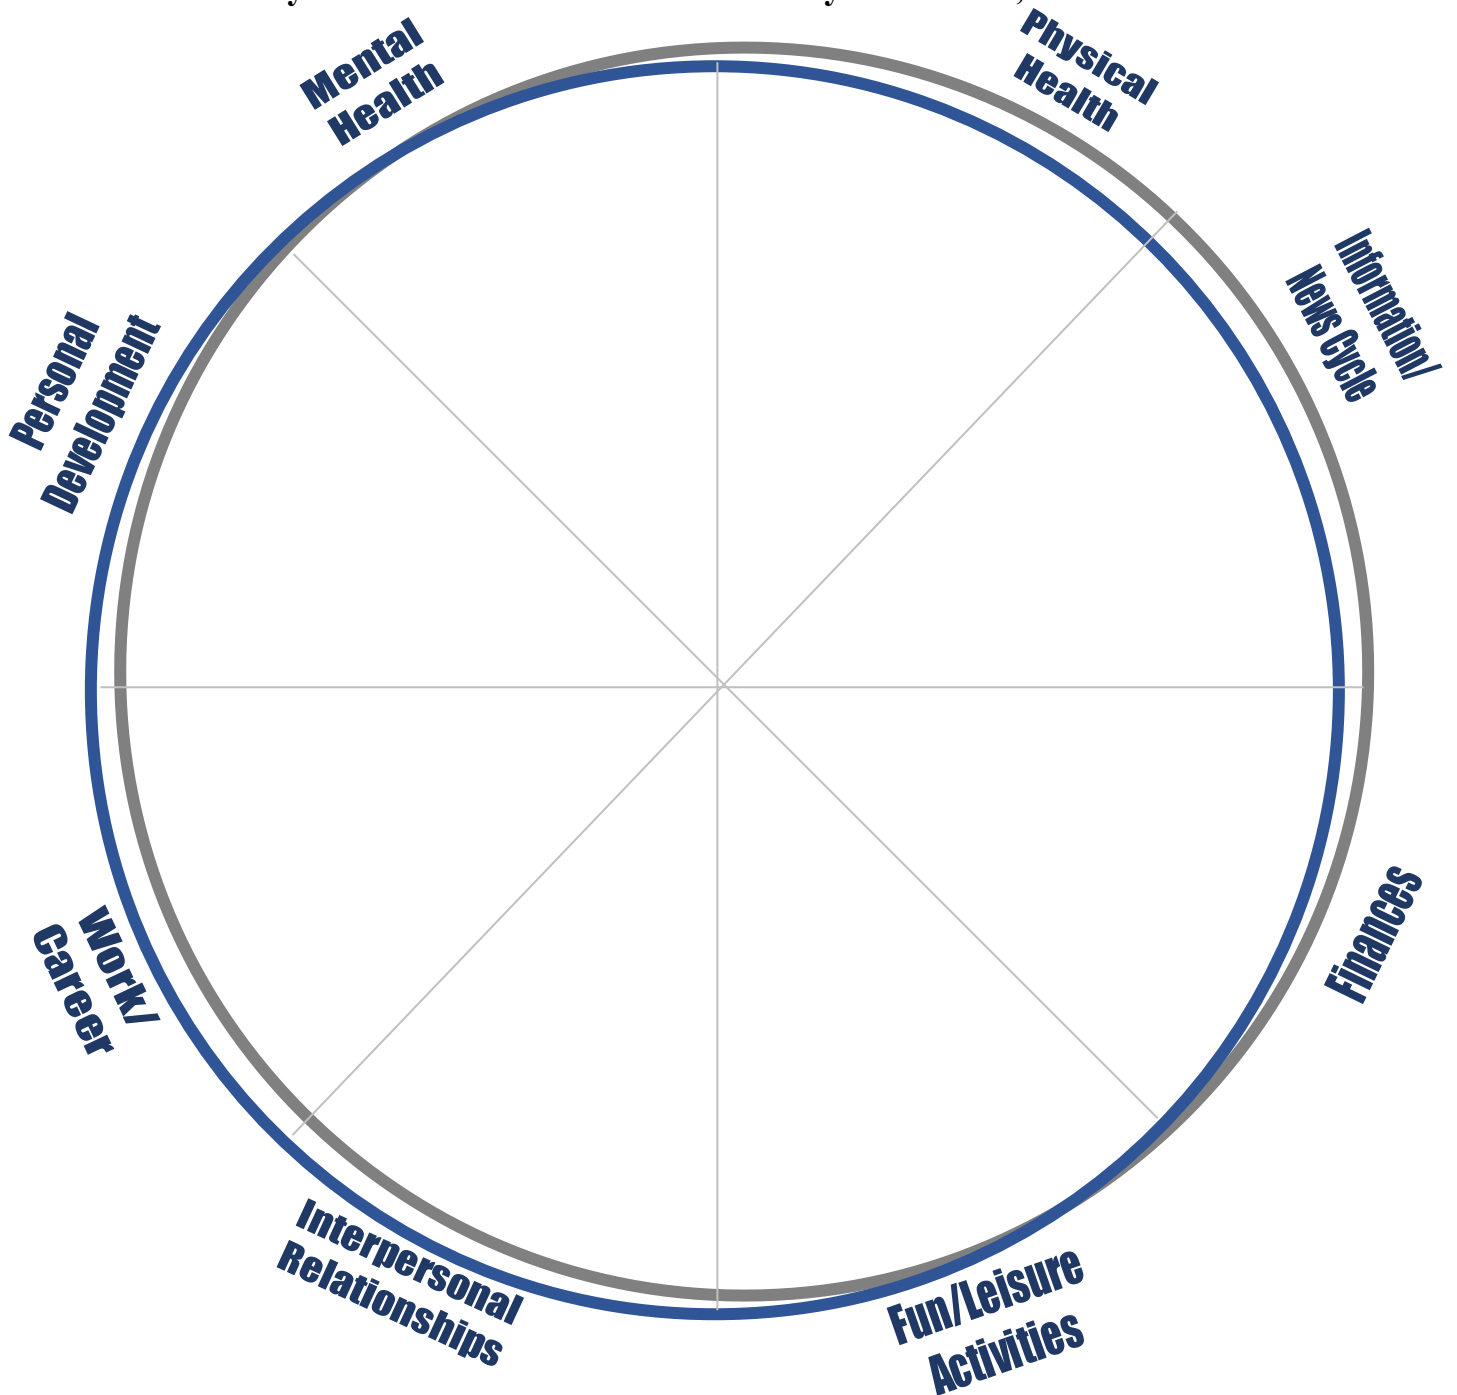 Mental
Health
Physical
Health
Information/
News Cycle
Personal
Development
Finances
Work/
Career
Interpersonal
Relationships
Fun/Leisure
Activities